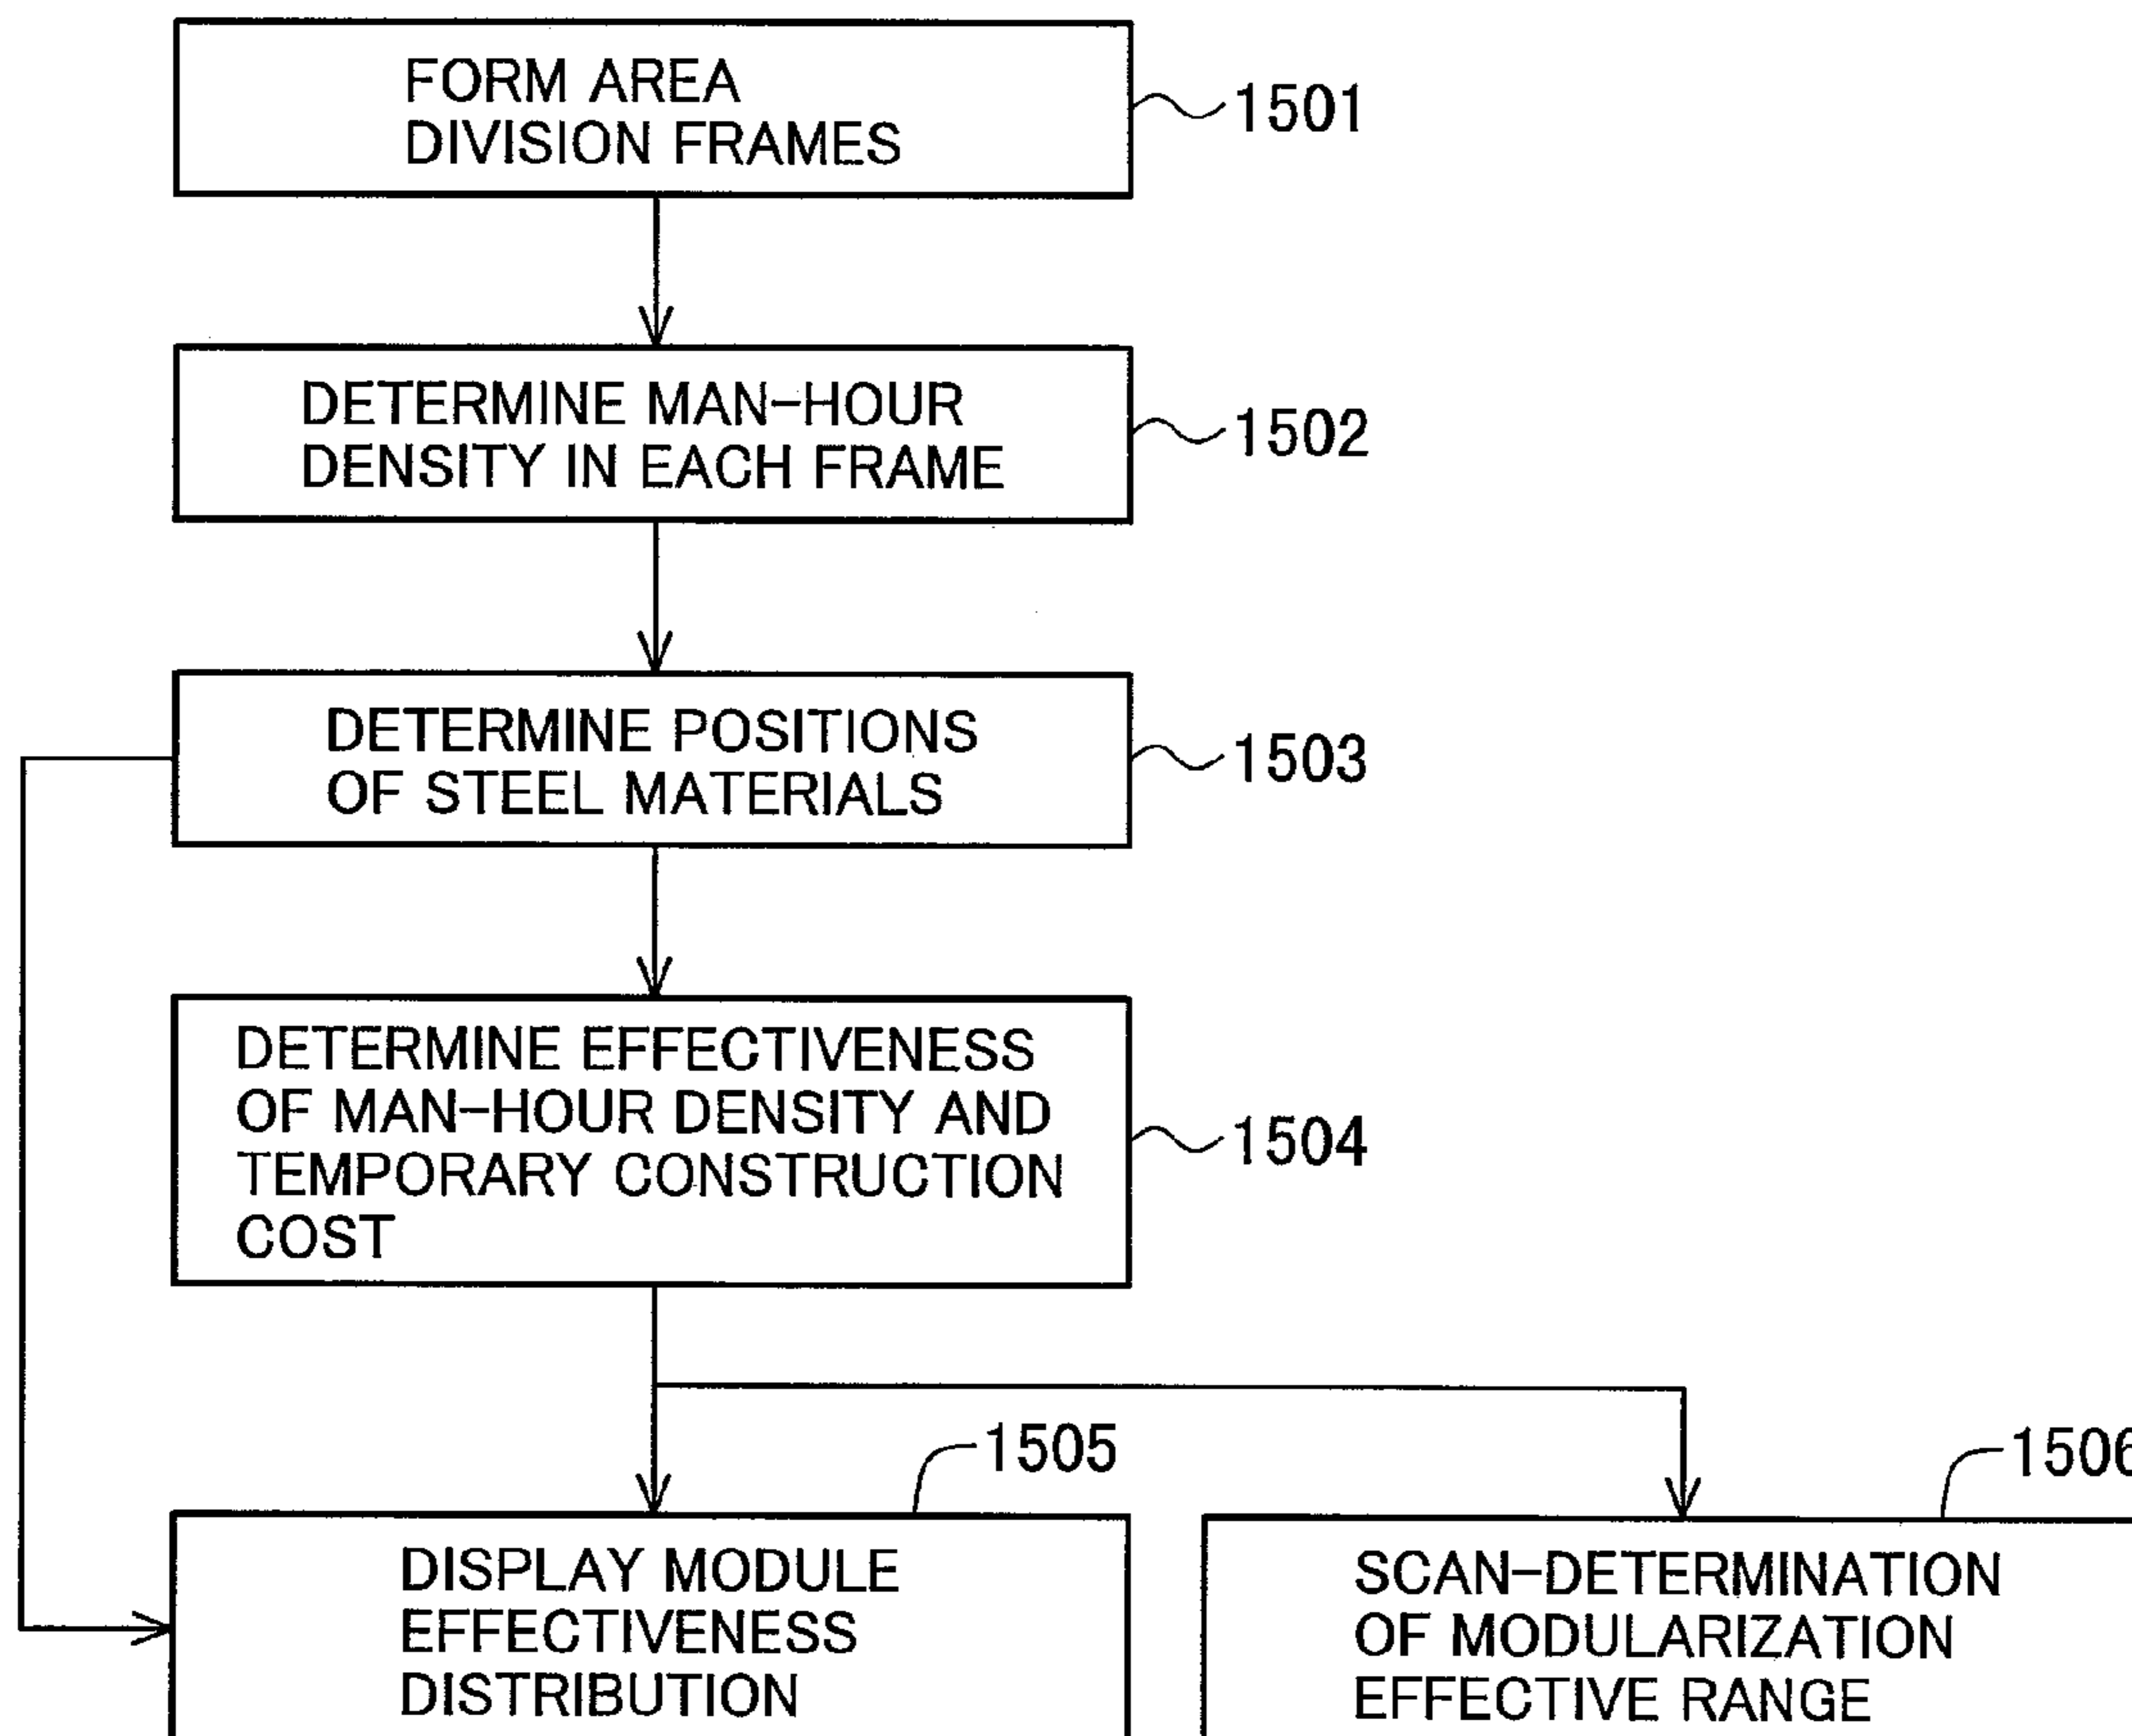 FORM AREA
DIVISION FRAMES
1501
DETERMINE MAN-HOUR
DENSITY IN EACH FRAME
1502
DETERMINE POSITIONS
OF STEEL MATERIALS
1503
DETERMINE EFFECTIVENESS
OF MAN-HOUR DENSITY AND
TEMPORARY CONSTRUCTION
COST
1504
1505
DISPLAY MODULE
EFFECTIVENESS
DISTRIBUTION
1506
SCAN-DETERMINATION
OF MODULARIZATION
EFFECTIVE RANGE